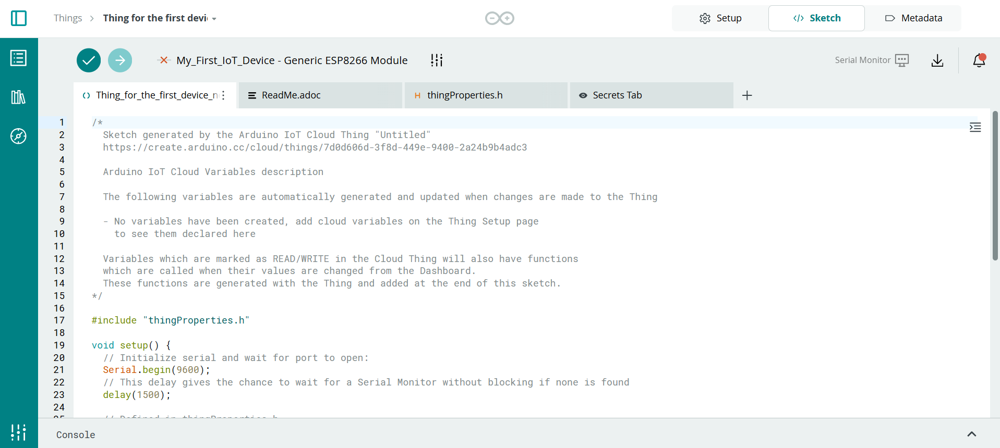 Things > Thing for the first devi
Setup
</> Sketch
Metadata
My_First_IoT_Device - Generic ESP8266 Module
Serial Monitor
Thing_for_the_first_device_n
ReadMe.adoc
H thingProperties.h
Secrets Tab
1 /*
2 Sketch generated by the Arduino IoT Cloud Thing "Untitled"
3 https://create.arduino.cc/cloud/things/7d0d606d-3f8d-449e-9400-2a24b9b4adc3
4
5 Arduino IoT Cloud Variables description
6
7 The following variables are automatically generated and updated when changes are made to the Thing
8
9 - No variables have been created, add cloud variables on the Thing Setup page
10 to see them declared here
11
12 Variables which are marked as READ/WRITE in the Cloud Thing will also have functions
13 which are called when their values are changed from the Dashboard.
14 These functions are generated with the Thing and added at the end of this sketch.
15 */
16
17 #include "thingProperties.h"
18
19 void setup() {
20 // Initialize serial and wait for port to open:
21 Serial.begin(9600);
22 // This delay gives the chance to wait for a Serial Monitor without blocking if none is found
23 delay(1500);
24
25 // Defined in thingProperties.h
Console